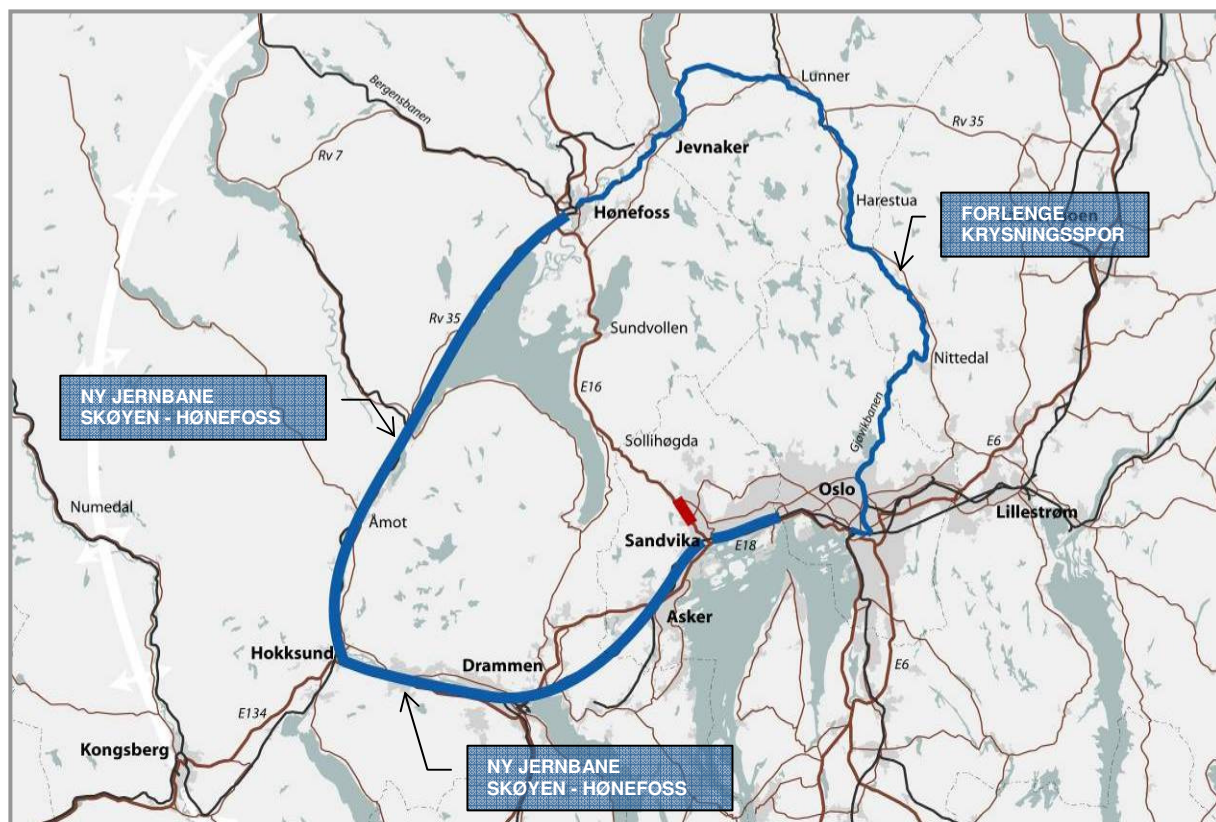 Lunner
Bergensbanen
Rv 35
Jevnaker
Rv 7
Harestua
FORLENGE
KRYSNINGSSPOR
oen
Hønefoss
Rv 35
Sundvollen
Nittedal
E16
NY JERNBANE
SKØYEN - HØNEFOSS
Gjøvikbanen
Sollihøgda
E6
Oslo
Numedal
Åmot
Lillestrøm
Sandvika
E18
Asker
Hokksund
Drammen
E6
E134
Kongsberg
NY JERNBANE
SKØYEN - HØNEFOSS